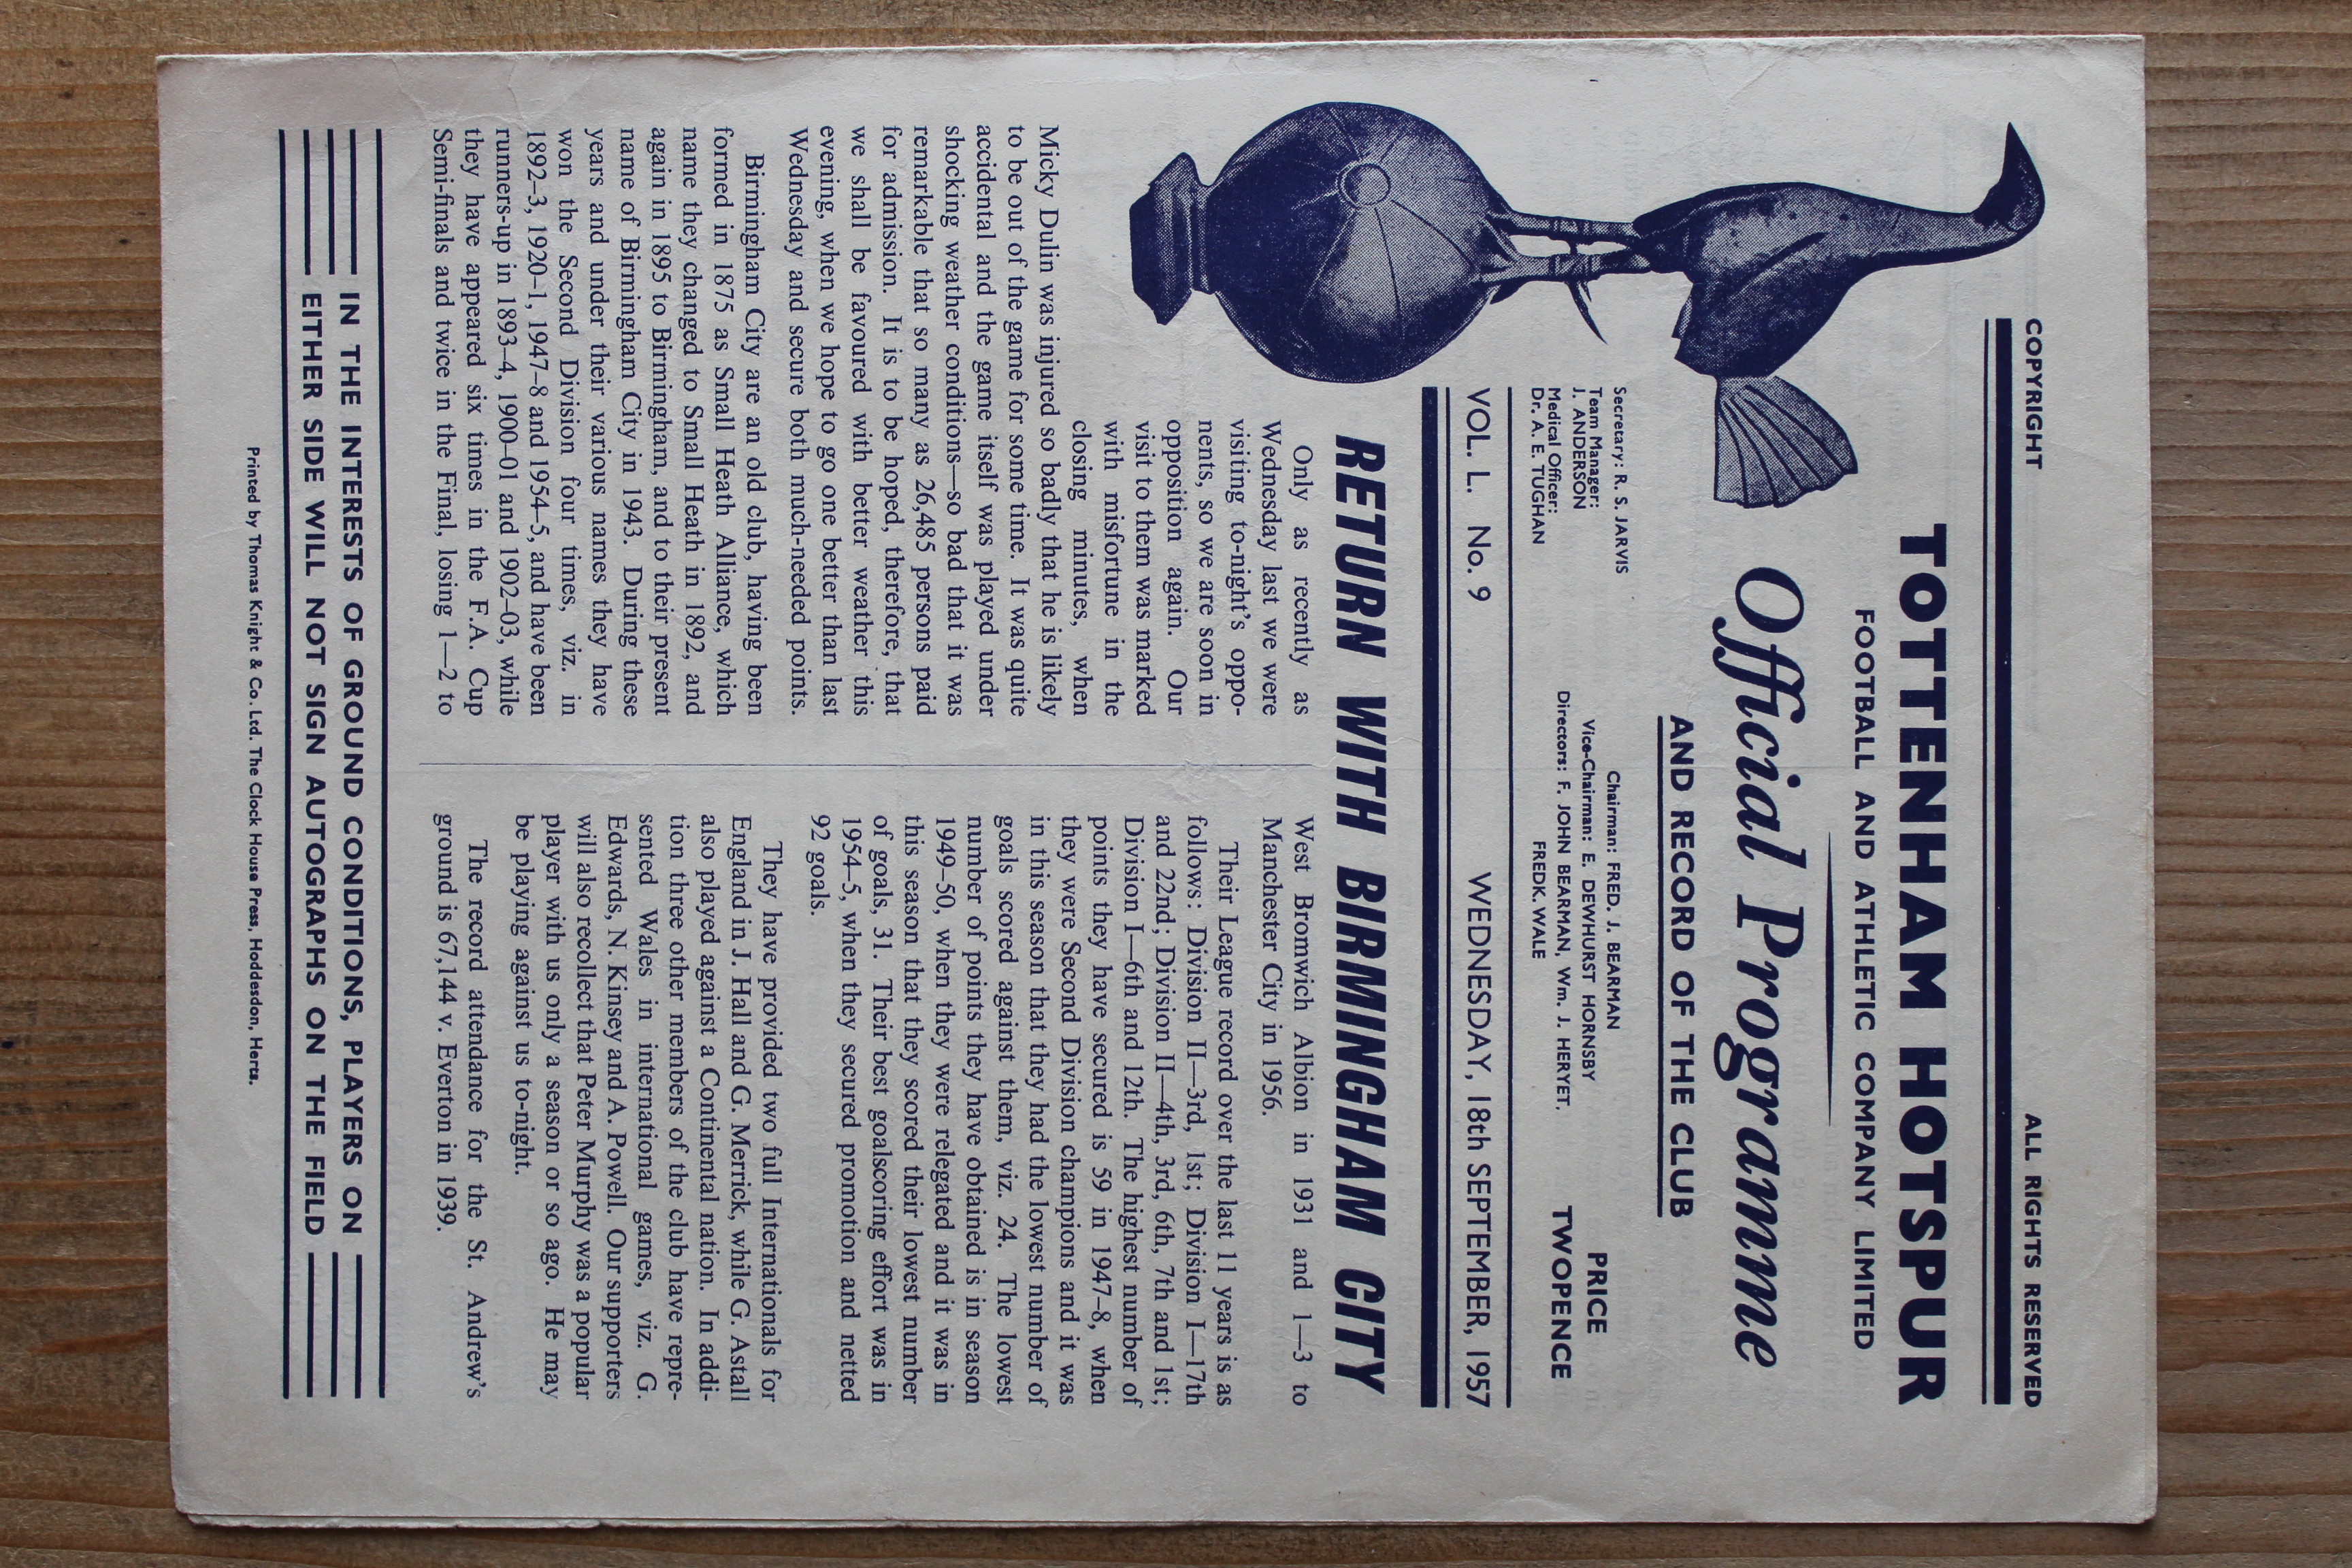 COPYRIGHT ALL RIGHTS RESERVED
TOTTENHAM HOTSPUR
FOOTBALL AND ATHLETIC COMPANY LIMITED
Official Programme
AND RECORD OF THE CLUB
Secretary: R. S. JARVIS
Team Manager:
J. ANDERSON
Medical Officer:
Dr. A. E. TUGHAN
Chairman: FRED. J. BEARMAN
Vice-Chairman: E. DEWHURST HORNSBY
Directors: F. JOHN BEARMAN, Wm. J. HERYET.
FREDK. WALE
PRICE
TWOPENCE
VOL. L. No. 9 WEDNESDAY, 18th SEPTEMBER, 1957
RETURN WITH BIRMINGHAM CITY
Only as recently as
Wednesday last we were
visiting to-night's oppo-
nents, so we are soon in
opposition again. Our
visit to them was marked
with misfortune in the
closing minutes, when
Micky Dulin was injured so badly that he is likely
to be out of the game for some time. It was quite
accidental and the game itself was played under
shocking weather conditions—so bad that it was
remarkable that so many as 26,485 persons paid
for admission. It is to be hoped, therefore, that
we shall be favoured with better weather this
evening, when we hope to go one better than last
Wednesday and secure both much-needed points.
Birmingham City are an old club, having been
formed in 1875 as Small Heath Alliance, which
name they changed to Small Heath in 1892, and
again in 1895 to Birmingham, and to their present
name of Birmingham City in 1943. During these
years and under their various names they have
won the Second Division four times, viz. in
1892–3, 1920–1, 1947–8 and 1954–5, and have been
runners-up in 1893–4, 1900–01 and 1902–03, while
they have appeared six times in the F.A. Cup
Semi-finals and twice in the Final, losing 1—2 to
West Bromwich Albion in 1931 and 1—3 to
Manchester City in 1956.
Their League record over the last 11 years is as
follows: Division II—3rd, 1st; Division I—17th
and 22nd; Division II—4th, 3rd, 6th, 7th and 1st;
Division I—6th and 12th. The highest number of
points they have secured is 59 in 1947–8, when
they were Second Division champions and it was
in this season that they had the lowest number of
goals scored against them, viz. 24. The lowest
number of points they have obtained is in season
1949–50, when they were relegated and it was in
this season that they scored their lowest number
of goals, 31. Their best goalscoring effort was in
1954–5, when they secured promotion and netted
92 goals.
They have provided two full Internationals for
England in J. Hall and G. Merrick, while G. Astall
also played against a Continental nation. In addi-
tion three other members of the club have repre-
sented Wales in international games, viz. G.
Edwards, N. Kinsey and A. Powell. Our supporters
will also recollect that Peter Murphy was a popular
player with us only a season or so ago. He may
be playing against us to-night.
The record attendance for the St. Andrew's
ground is 67,144 v. Everton in 1939.
IN THE INTERESTS OF GROUND CONDITIONS, PLAYERS ON
EITHER SIDE WILL NOT SIGN AUTOGRAPHS ON THE FIELD
Printed by Thomas Knight & Co. Ltd. The Clock House Press, Hoddesdon, Herts.